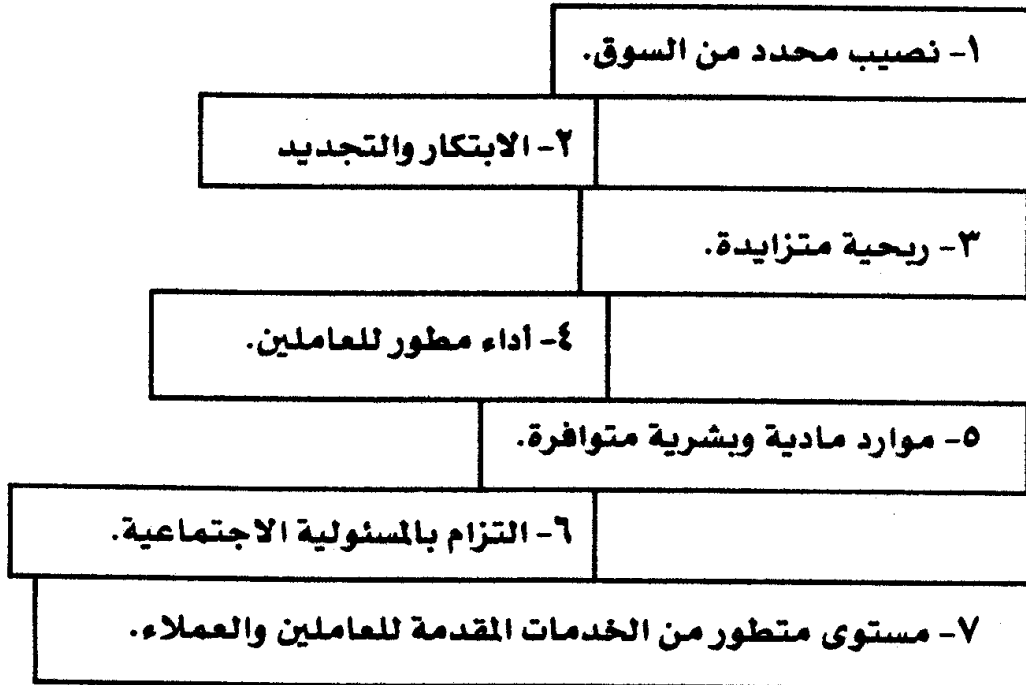 ١- نصيب محدد من السوق.
٢- الابتكار والتجديد
٣- ربحية متزايدة.
٤- أداء مطور للعاملين.
٥- موارد مادية وبشرية متوافرة.
٦- التزام بالمسئولية الاجتماعية.
٧- مستوى متطور من الخدمات المقدمة للعاملين والعملاء.